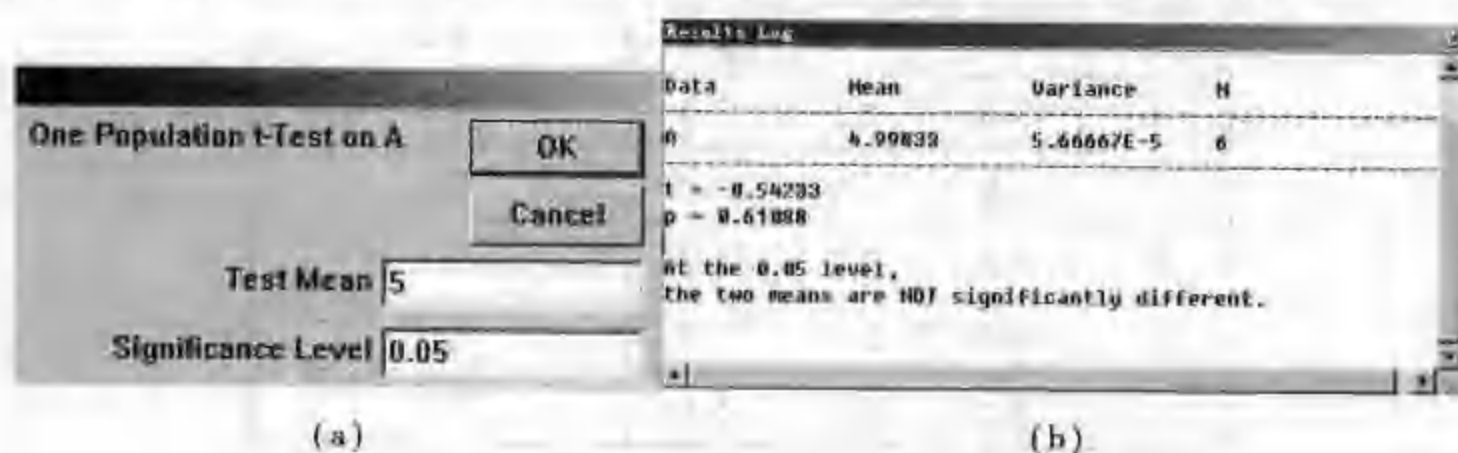 One Population t-Test on A
OK
Cancel
Test Mean 5
Significance Level 0.05
(a)
Results Log
Data Mean Variance N
A 4.99833 5.66667E-5 6
t = -0.54233
p = 0.61088
At the 0.05 level,
the two means are NOT significantly different.
(b)